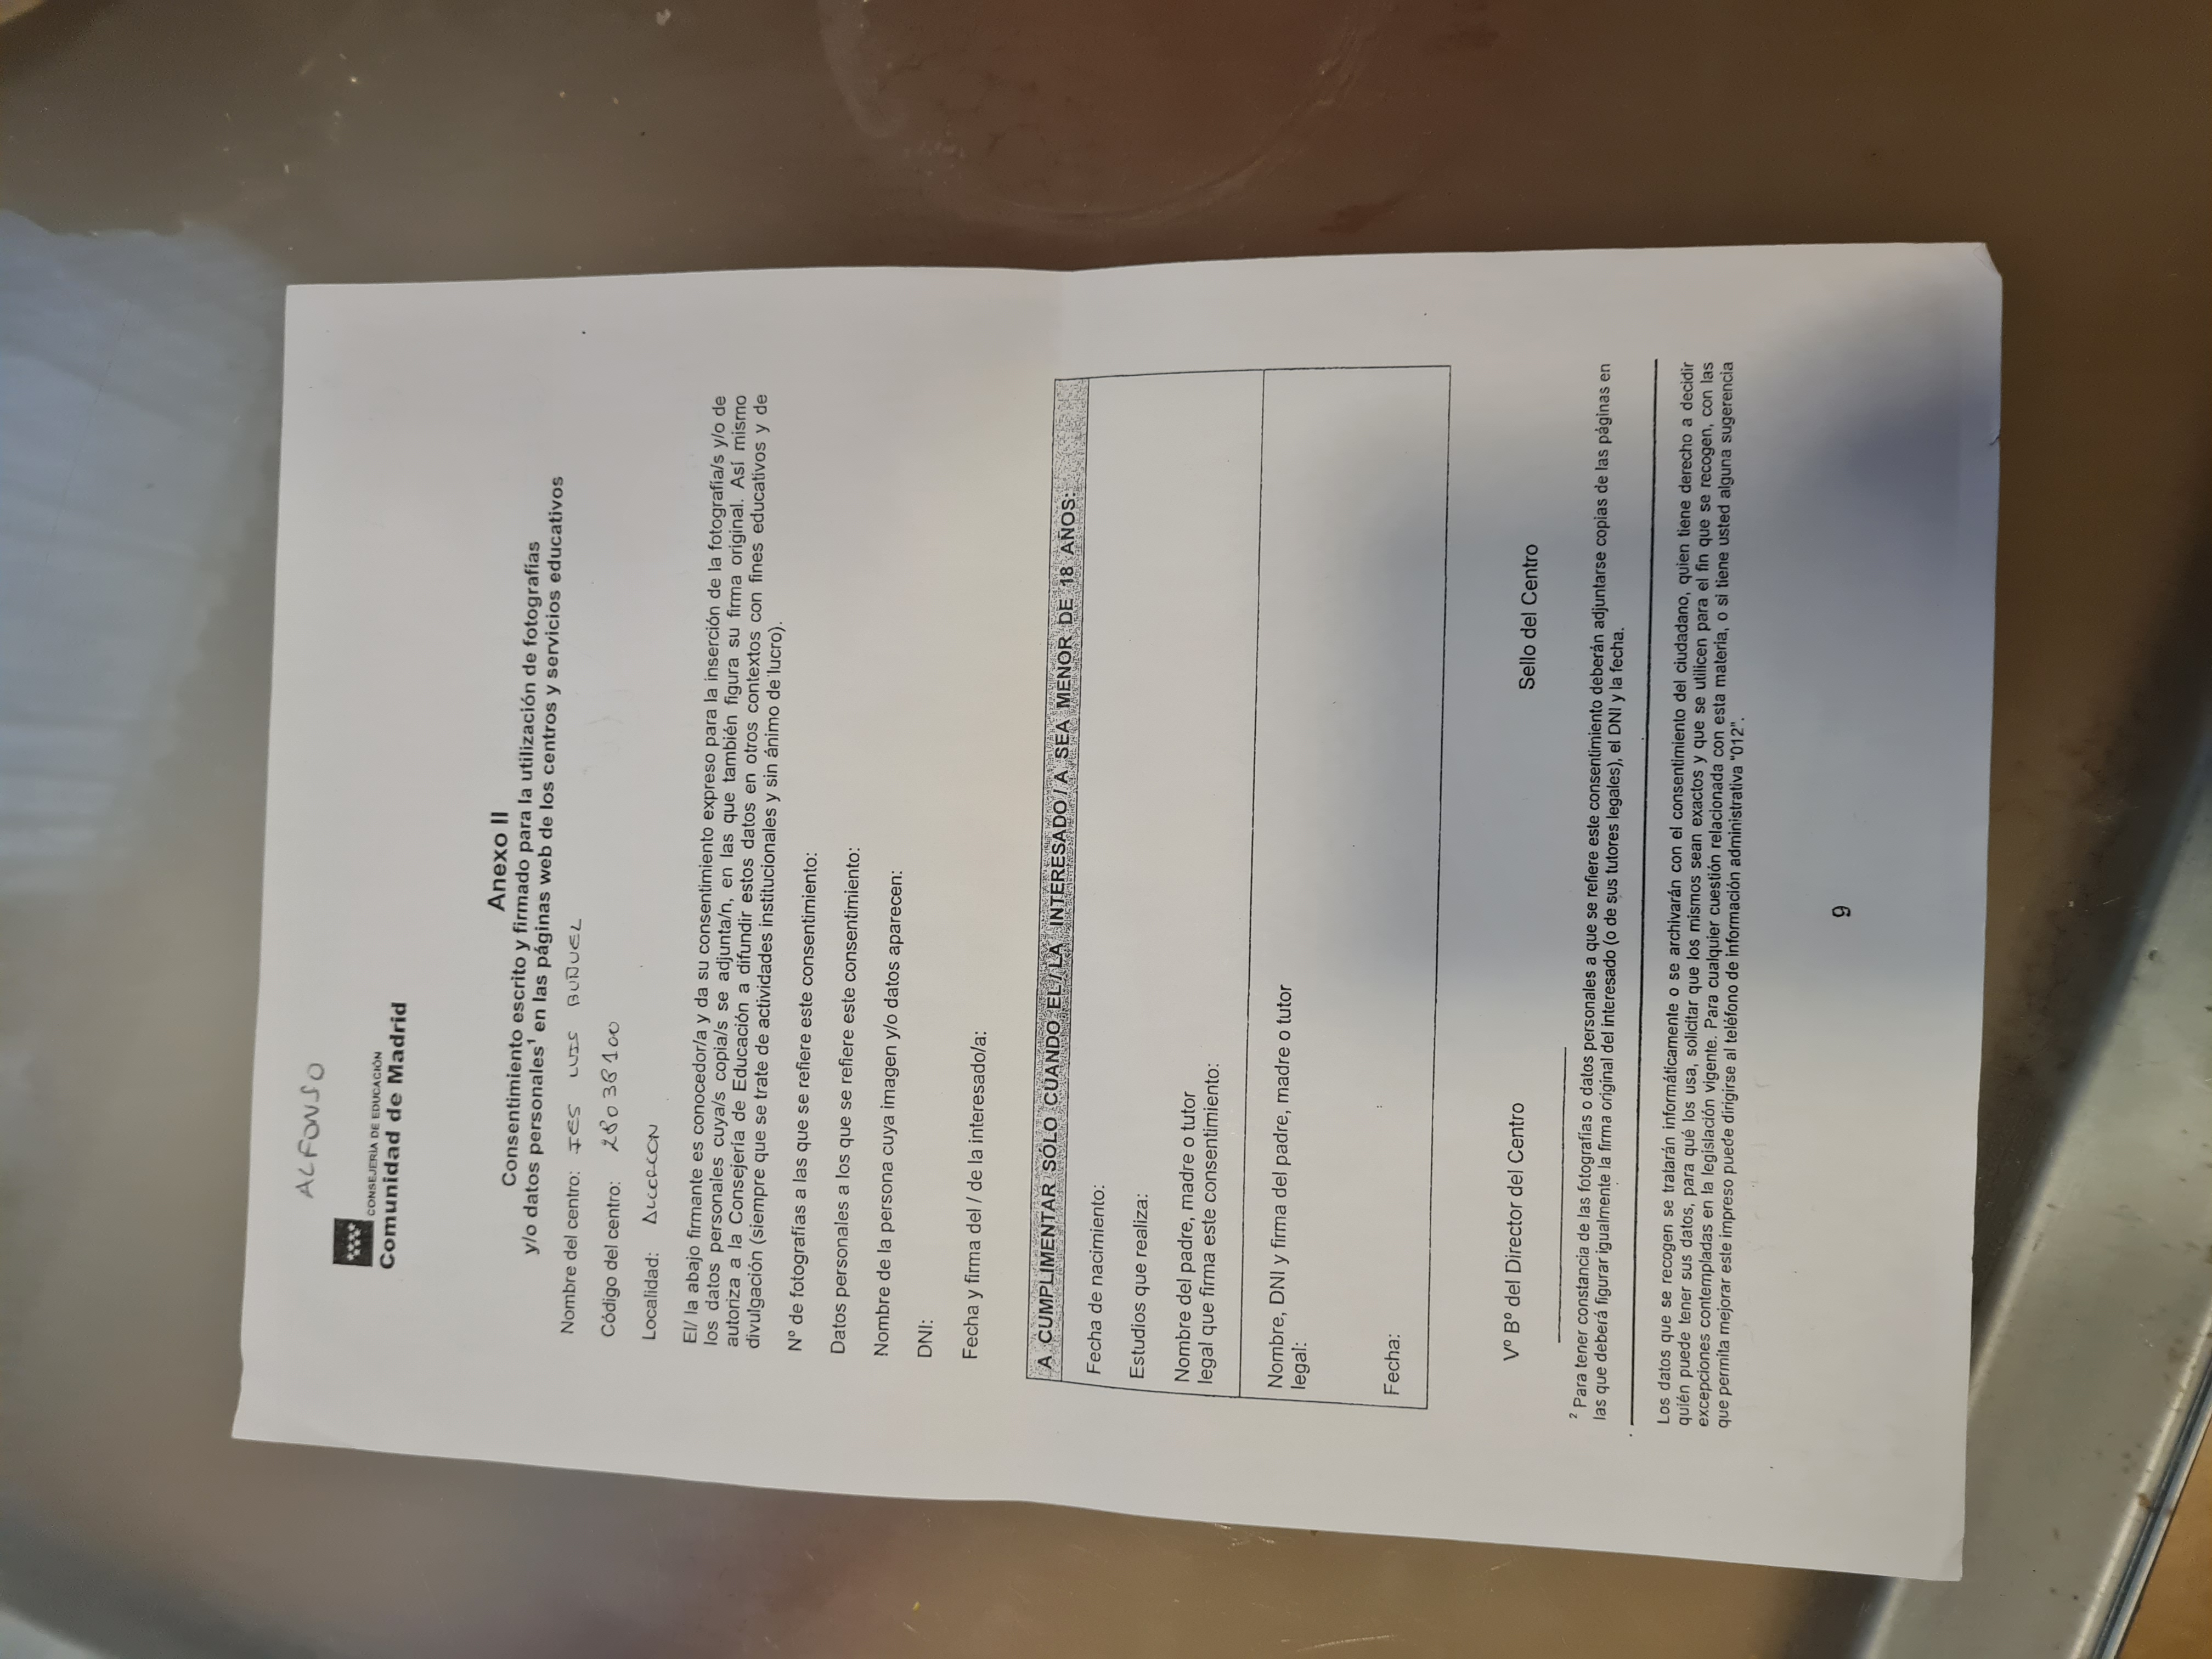 ALFONSO
CONSEJERÍA DE EDUCACIÓN
Comunidad de Madrid
Anexo II
Consentimiento escrito y firmado para la utilización de fotografías
y/o datos personales¹ en las páginas web de los centros y servicios educativos
Nombre del centro: IES LUIS BUÑUEL
Código del centro: 28038100
Localidad: ALCORCON
El/ la abajo firmante es conocedor/a y da su consentimiento expreso para la inserción de la fotografía/s y/o de
los datos personales cuya/s copia/s se adjunta/n, en las que también figura su firma original. Así mismo
autoriza a la Consejería de Educación a difundir estos datos en otros contextos con fines educativos y de
divulgación (siempre que se trate de actividades institucionales y sin ánimo de lucro).
Nº de fotografías a las que se refiere este consentimiento:
Datos personales a los que se refiere este consentimiento:
Nombre de la persona cuya imagen y/o datos aparecen:
DNI:
Fecha y firma del / de la interesado/a:
A CUMPLIMENTAR SÓLO CUANDO EL/LA INTERESADO/A SEA MENOR DE 18 AÑOS:
Fecha de nacimiento:
Estudios que realiza:
Nombre del padre, madre o tutor
legal que firma este consentimiento:
Nombre, DNI y firma del padre, madre o tutor
legal:
Fecha:
Vº Bº del Director del Centro Sello del Centro
² Para tener constancia de las fotografías o datos personales a que se refiere este consentimiento deberán adjuntarse copias de las páginas en
las que deberá figurar igualmente la firma original del interesado (o de sus tutores legales), el DNI y la fecha.
Los datos que se recogen se tratarán informáticamente o se archivarán con el consentimiento del ciudadano, quien tiene derecho a decidir
quién puede tener sus datos, para qué los usa, solicitar que los mismos sean exactos y que se utilicen para el fin que se recogen, con las
excepciones contempladas en la legislación vigente. Para cualquier cuestión relacionada con esta materia, o si tiene usted alguna sugerencia
que permita mejorar este impreso puede dirigirse al teléfono de información administrativa "012".
9